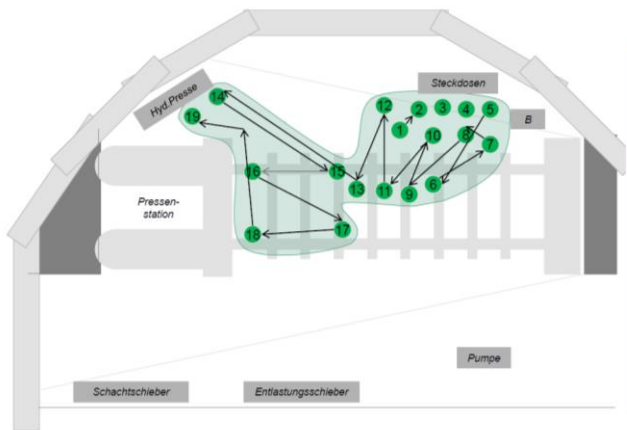 Steckdosen
Hyd.Presse
14
12
2
3
4
5
19
1
10
8
B
7
16
15
13
11
9
6
Pressen-
station
18
17
Pumpe
Schachtschieber
Entlastungsschieber